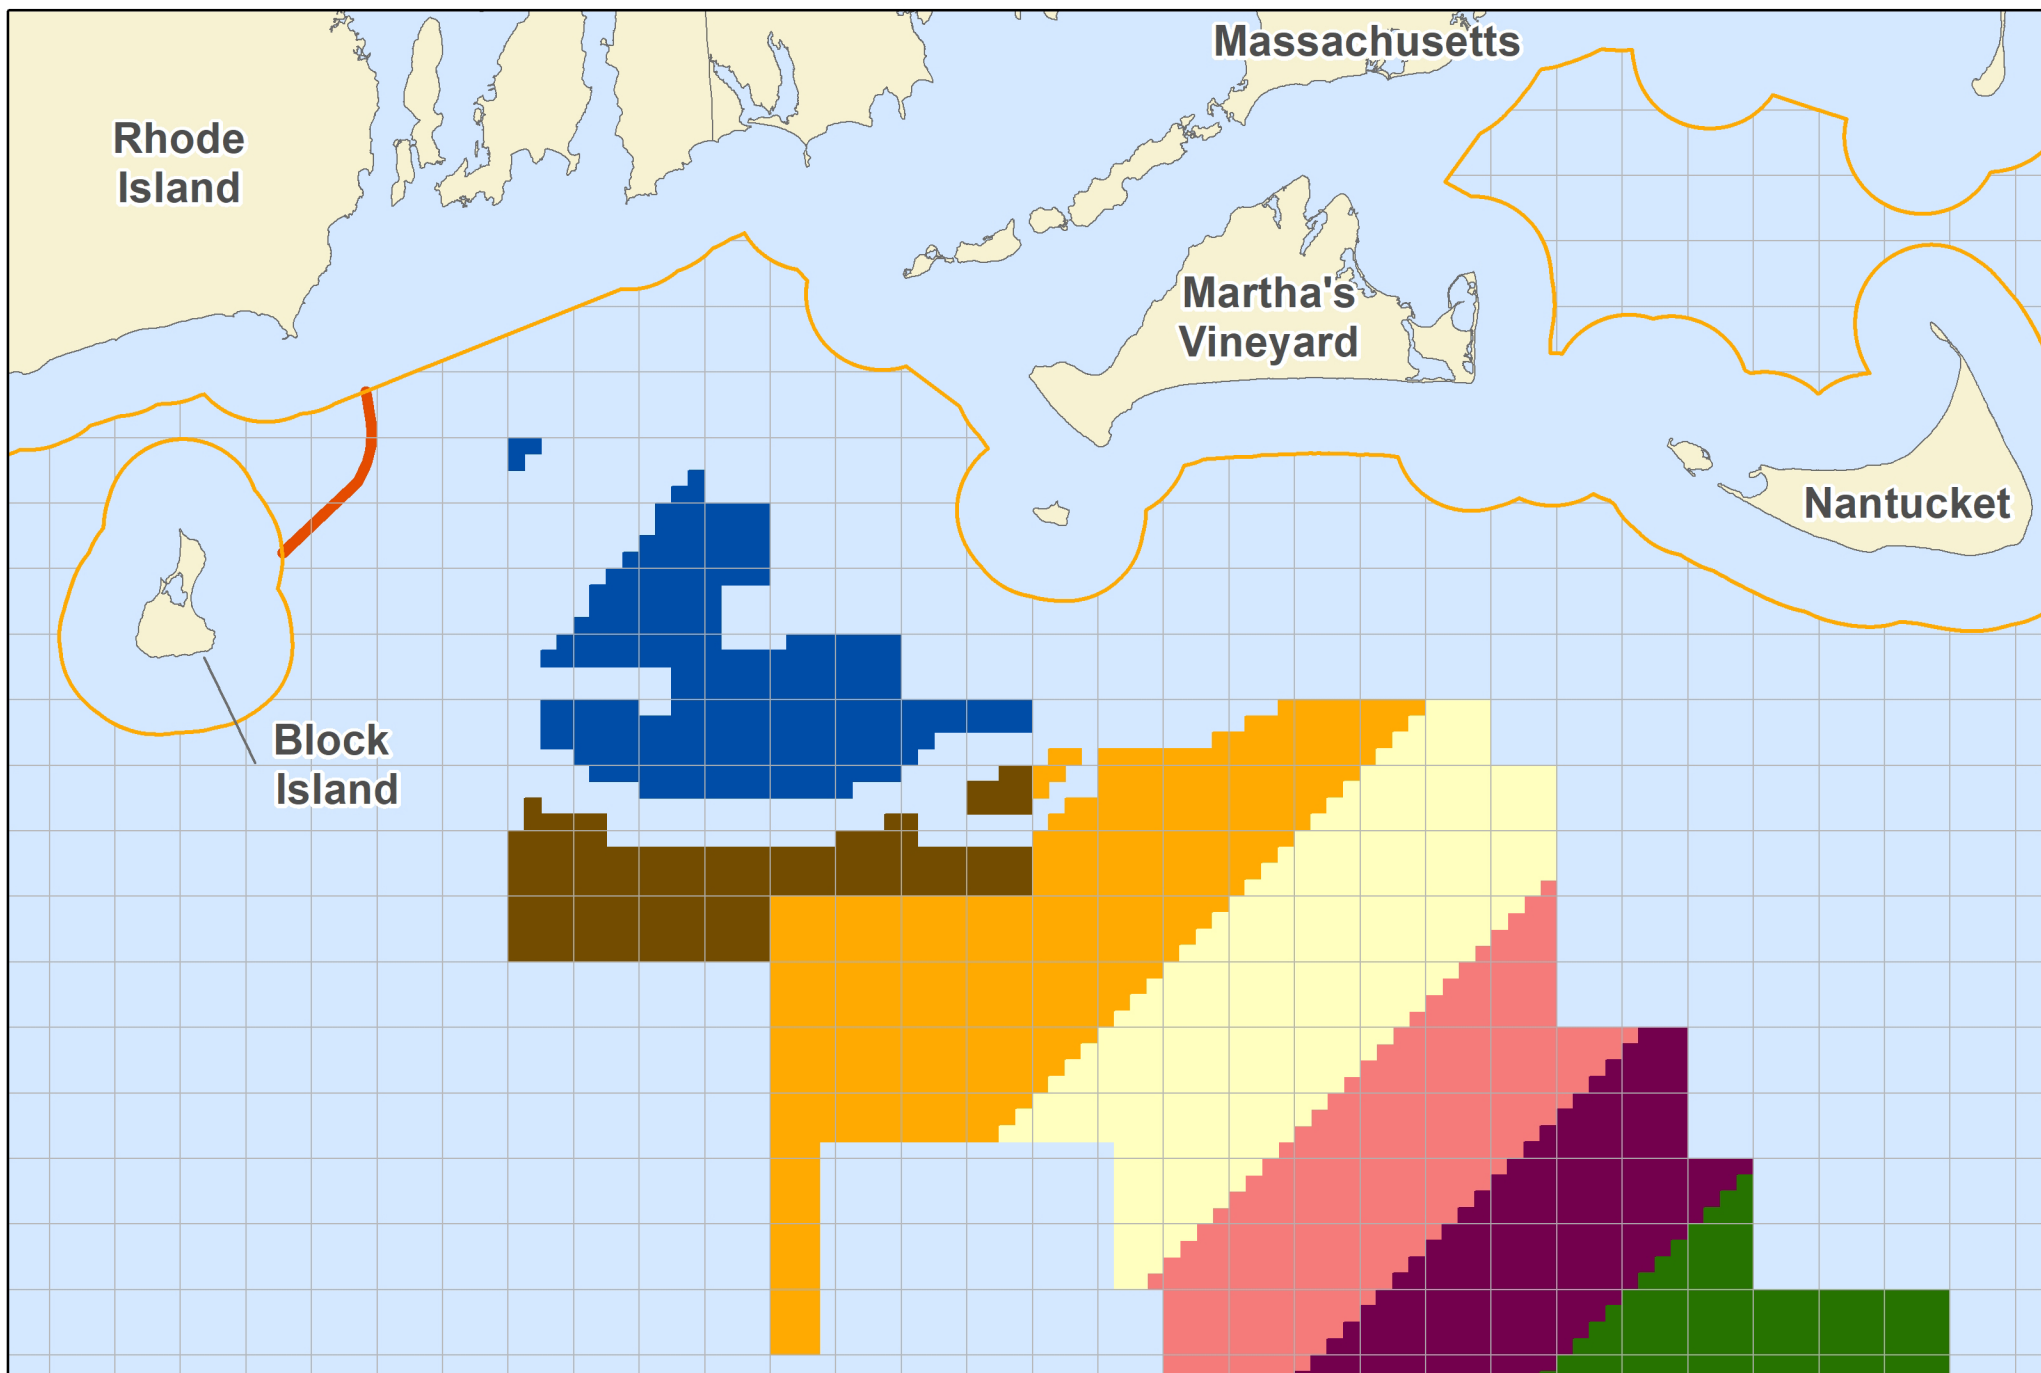 Massachusetts
Rhode
Island
Martha's
Vineyard
Nantucket
Block
Island